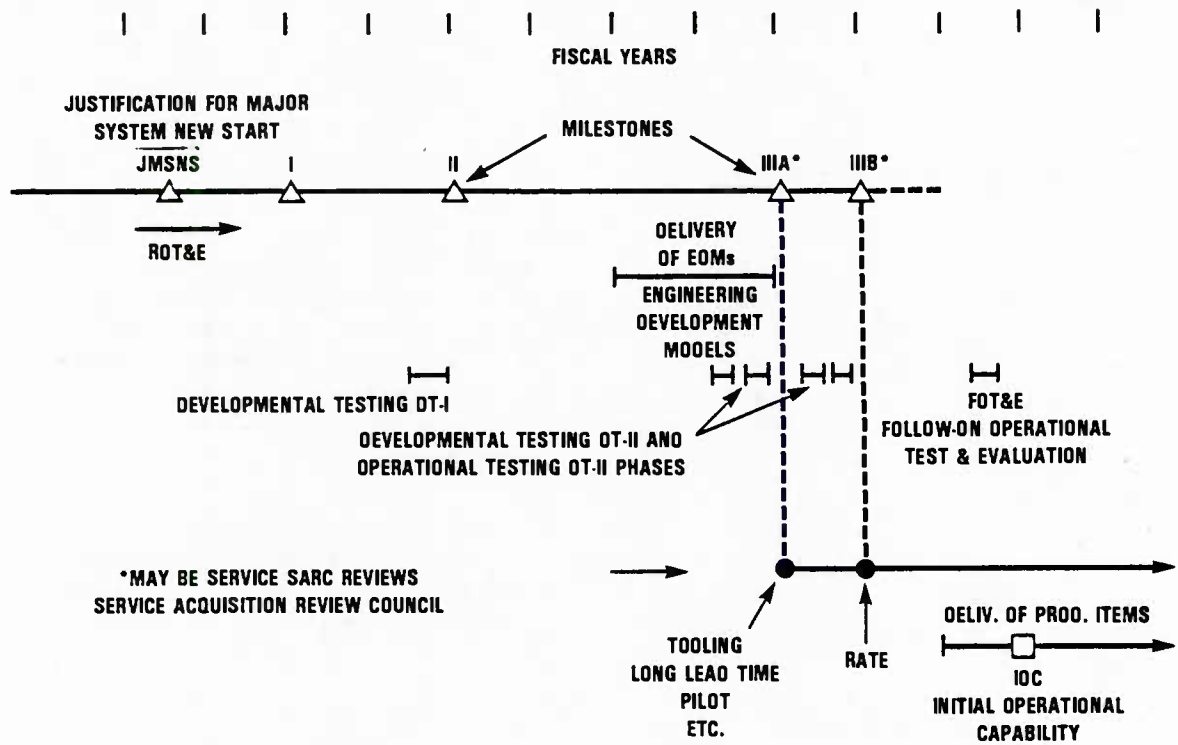 FISCAL YEARS
JUSTIFICATION FOR MAJOR
SYSTEM NEW START
MILESTONES
JMSNS
I
II
IIIA*
IIIB*
ROT&E
OELIVERY
OF EOMs
ENGINEERING
OEVELOPMENT
MOOELS
DEVELOPMENTAL TESTING DT-I
OEVELOPMENTAL TESTING OT-II ANO
OPERATIONAL TESTING OT-II PHASES
FOT&E
FOLLOW-ON OPERATIONAL
TEST & EVALUATION
*MAY BE SERVICE SARC REVIEWS
SERVICE ACQUISITION REVIEW COUNCIL
TOOLING
LONG LEAO TIME
PILOT
ETC.
RATE
OELIV. OF PROO. ITEMS
IOC
INITIAL OPERATIONAL
CAPABILITY